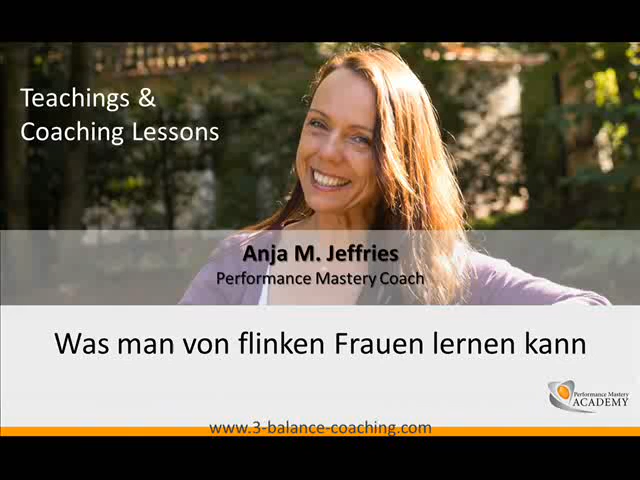 Teachings &
Coaching Lessons
Anja M. Jeffries
Performance Mastery Coach
Was man von flinken Frauen lernen kann
Performance Mastery
ACADEMY
www.3-balance-coaching.com